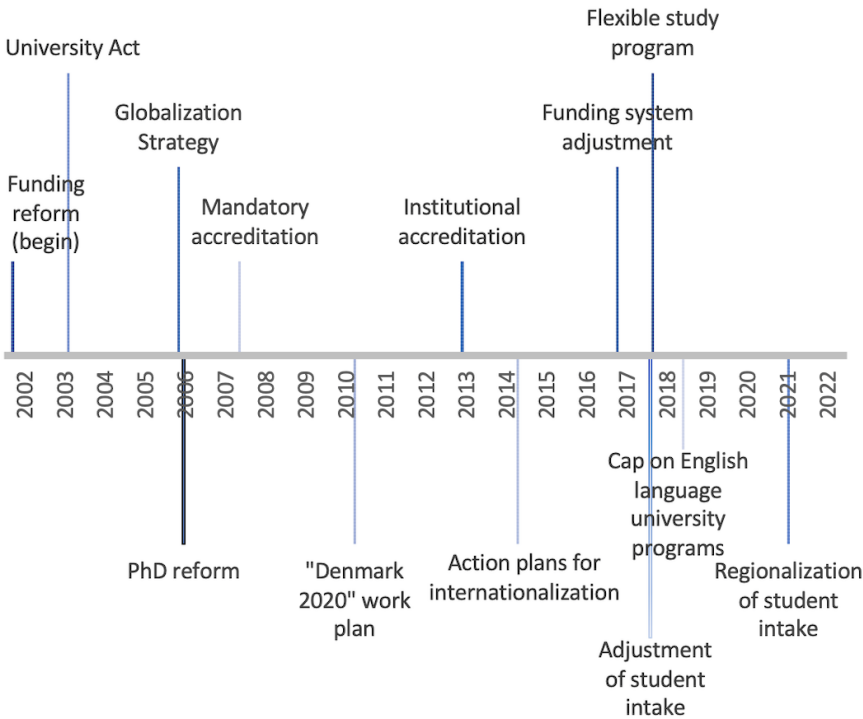 Flexible study
program
University Act
Globalization
Strategy
Funding system
adjustment
Funding
reform
(begin)
Mandatory
accreditation
Institutional
accreditation
2002
2003
2004
2005
2006
2007
2008
2009
2010
2011
2012
2013
2014
2015
2016
2017
2018
2019
2020
2021
2022
Cap on English
language
university
programs
PhD reform
"Denmark
2020" work
plan
Action plans for
internationalization
Regionalization
of student
intake
Adjustment
of student
intake